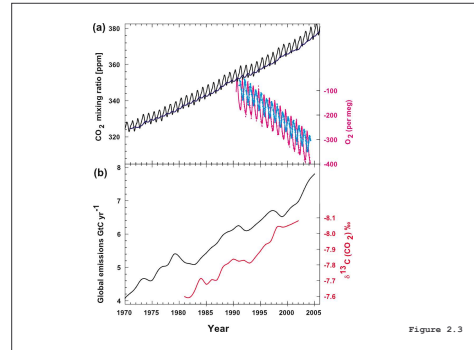 (a)
380
360
340
320
CO2 mixing ratio [ppm]
-100
-200
-300
-400
O2 (per meg)
(b)
8
7
6
5
4
Global emissions GtC yr-1
-8.1
-8.0
-7.9
-7.8
-7.7
-7.6
δ13C (CO2) ‰
1970 1975 1980 1985 1990 1995 2000 2005
Year
Figure 2.3